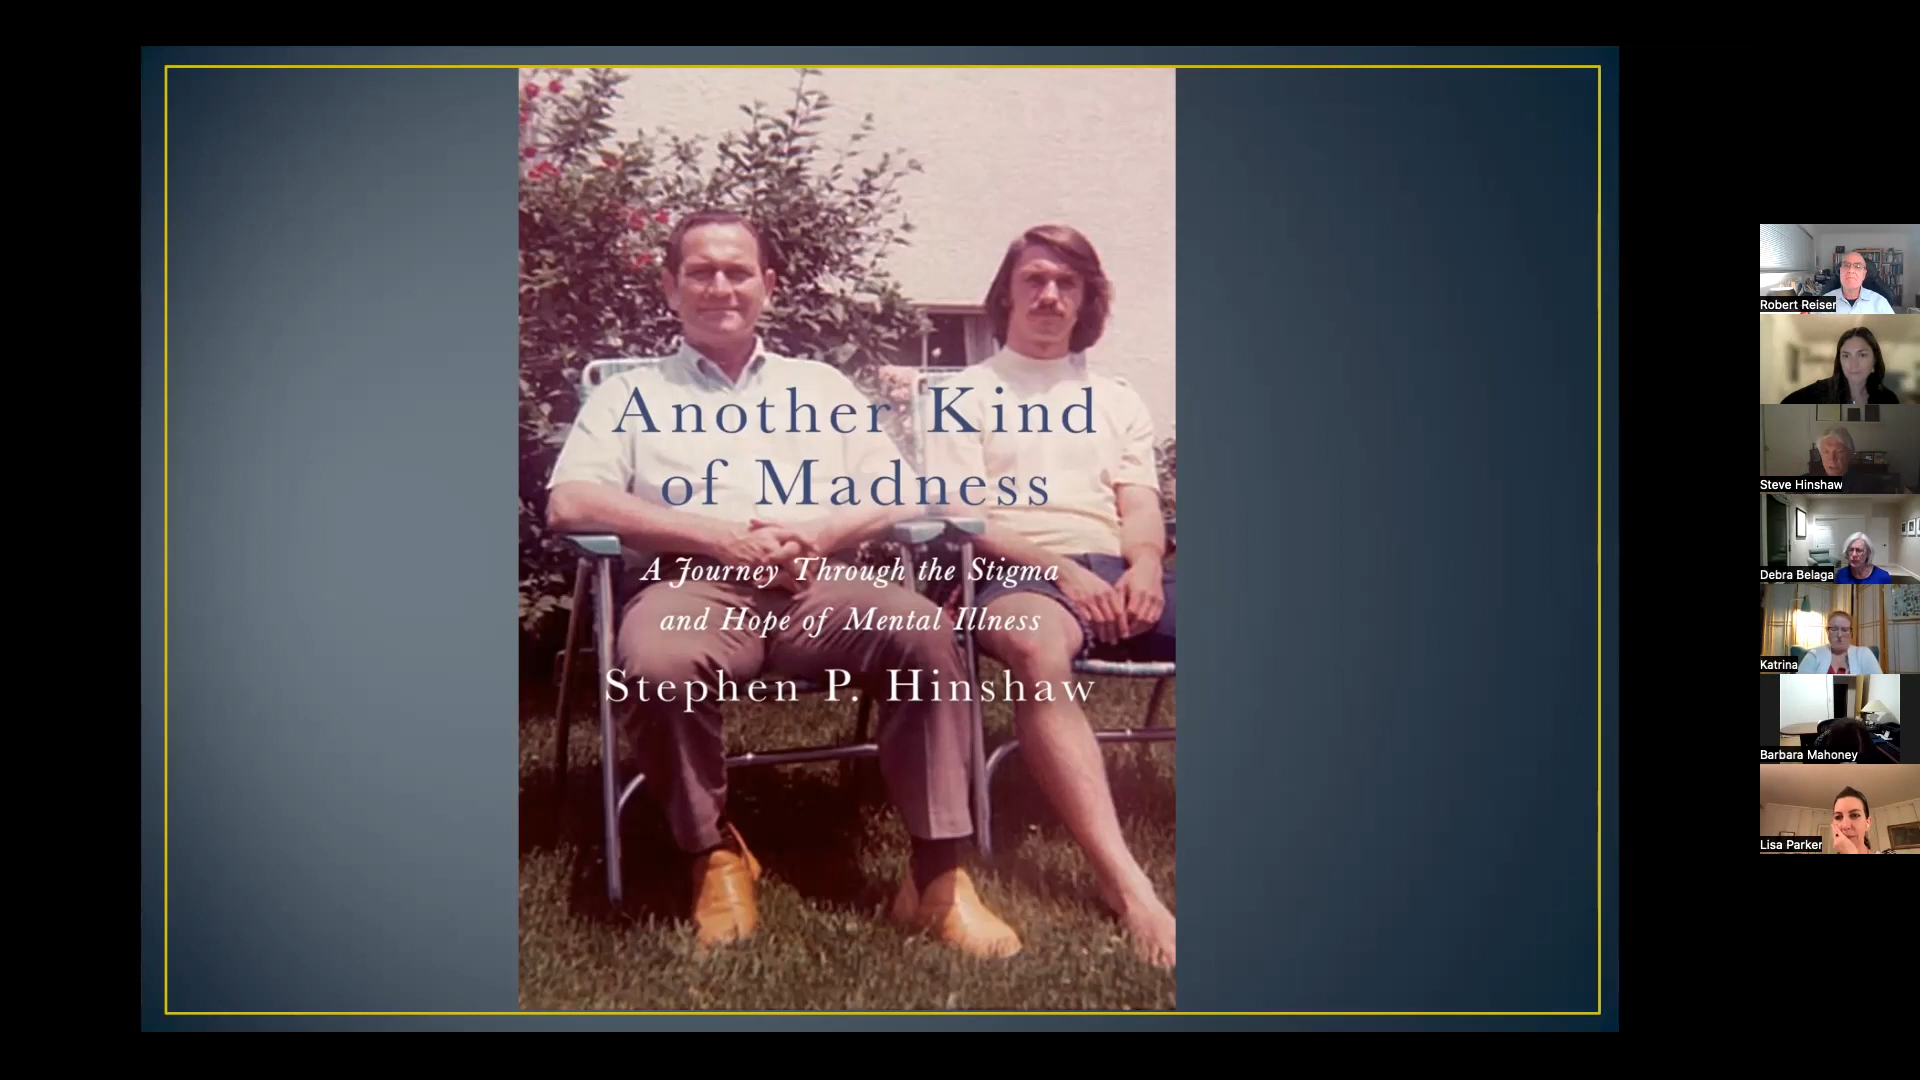 Another Kind
of Madness
A Journey Through the Stigma
and Hope of Mental Illness
Stephen P. Hinshaw
Robert Reiser
Steve Hinshaw
Debra Belaga
Katrina
Barbara Mahoney
Lisa Parker